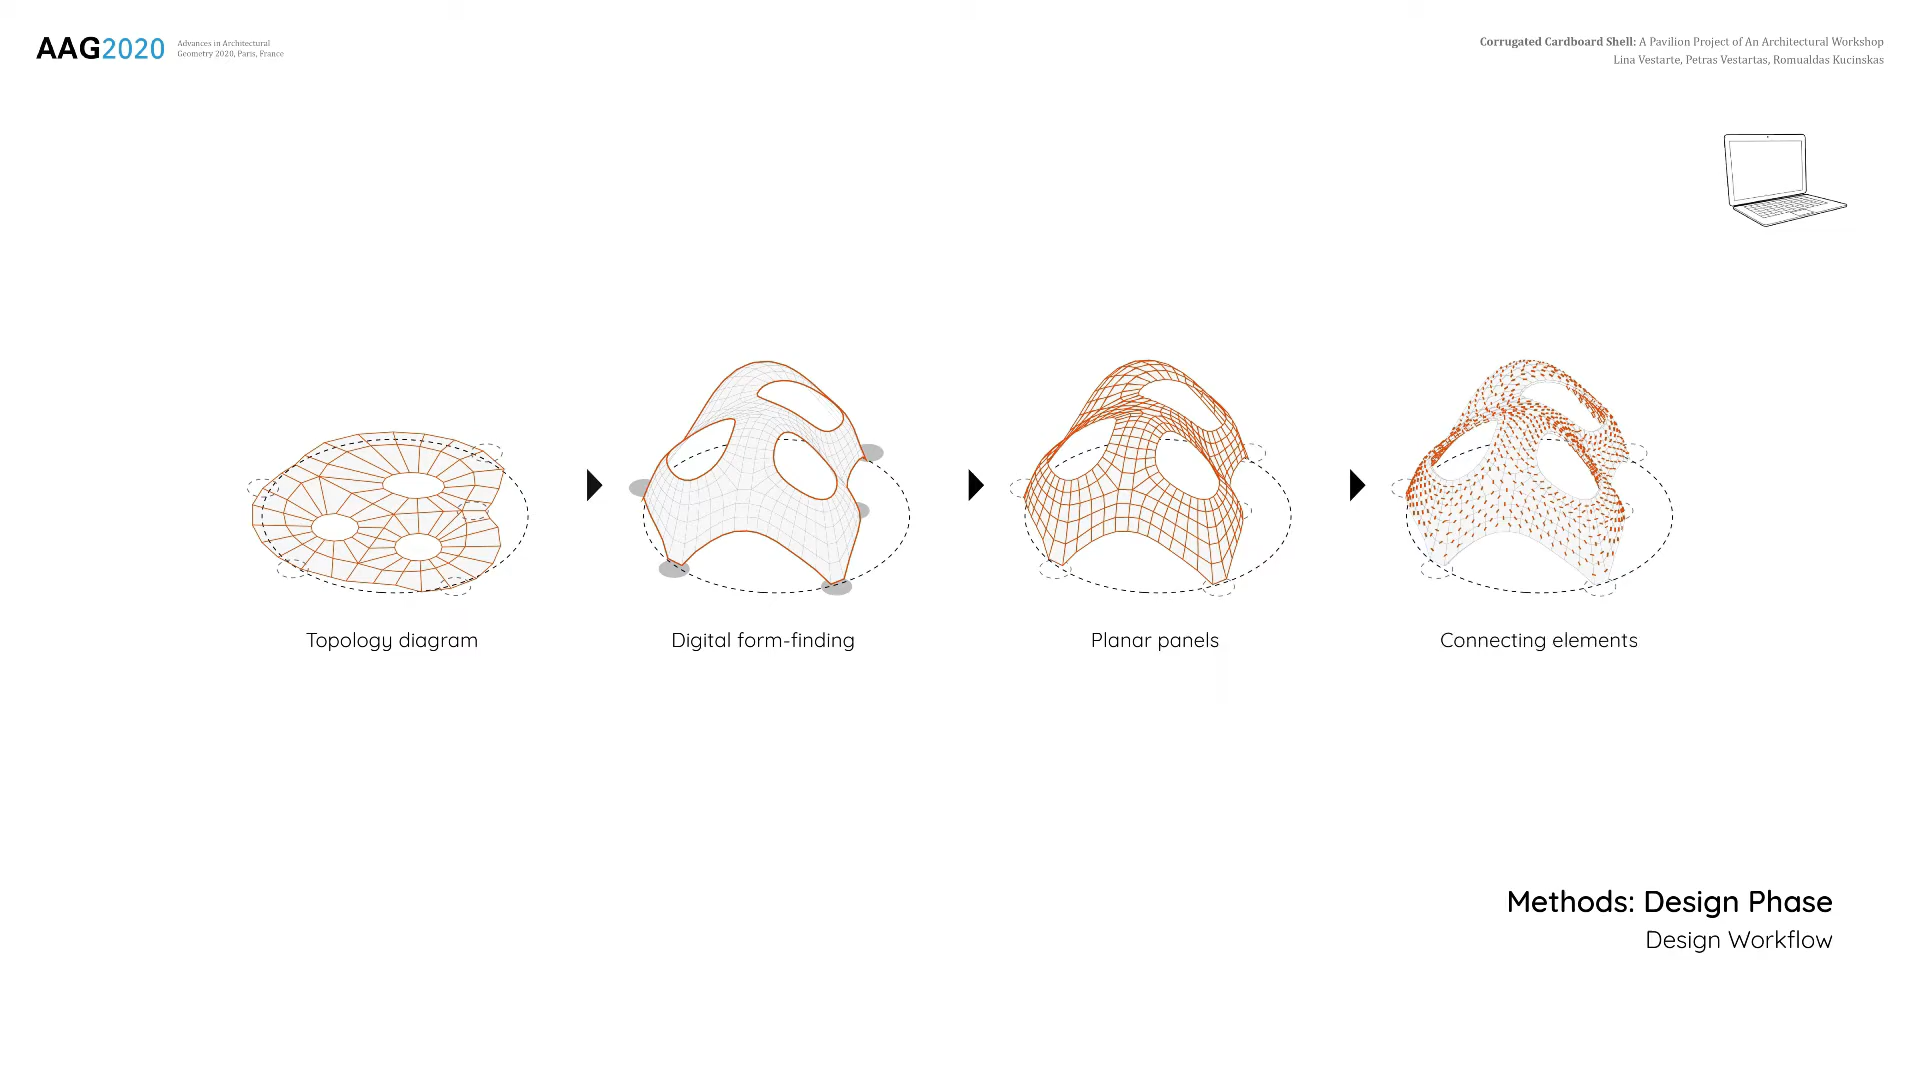 AAG2020
Advances in Architectural
Geometry 2020, Paris, France
Corrugated Cardboard Shell: A Pavilion Project of An Architectural Workshop
Lina Vestarte, Petras Vestartas, Romualdas Kucinskas
Topology diagram
Digital form-finding
Planar panels
Connecting elements
Methods: Design Phase
Design Workflow